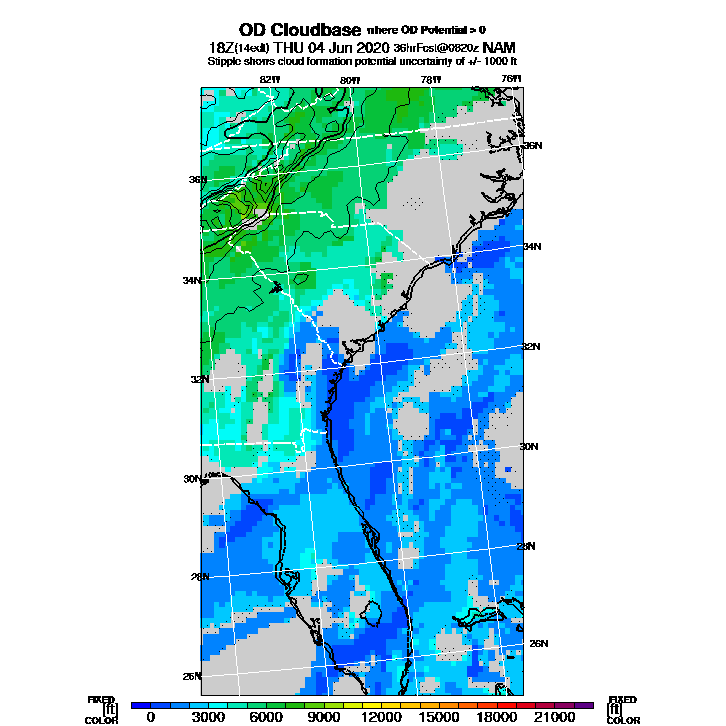 OD Cloudbase where OD Potential > 0
18Z(14edt) THU 04 Jun 2020 36hrFcst@0820z NAM
Stipple shows cloud formation potential uncertainty of +/- 1000 ft
82W 80W 78W 76W
36N
36N
34N
34N
32N
32N
30N
30N
28N
28N
26N
26N
FIXED FIXED
[ft] [ft]
COLOR 0 3000 6000 9000 12000 15000 18000 21000 COLOR